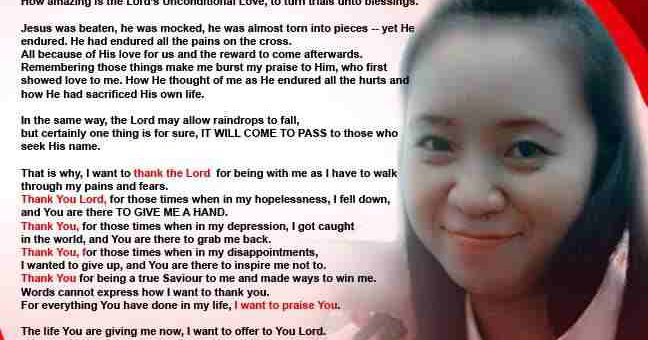 How amazing is the Lord's Unconditional Love, to turn trials unto blessings.
Jesus was beaten, he was mocked, he was almost torn into pieces -- yet He
endured. He had endured all the pains on the cross.
All because of His love for us and the reward to come afterwards.
Remembering those things make me burst my praise to Him, who first
showed love to me. How He thought of me as He endured all the hurts and
how He had sacrificed His own life.
In the same way, the Lord may allow raindrops to fall,
but certainly one thing is for sure, IT WILL COME TO PASS to those who
seek His name.
That is why, I want to thank the Lord for being with me as I have to walk
through my pains and fears.
Thank You Lord, for those times when in my hopelessness, I fell down,
and You are there TO GIVE ME A HAND.
Thank You, for those times when in my depression, I got caught
in the world, and You are there to grab me back.
Thank You, for those times when in my disappointments,
I wanted to give up, and You are there to inspire me not to.
Thank You for being a true Saviour to me and made ways to win me.
Words cannot express how I want to thank you.
For everything You have done in my life, I want to praise You.
The life You are giving me now, I want to offer to You Lord.